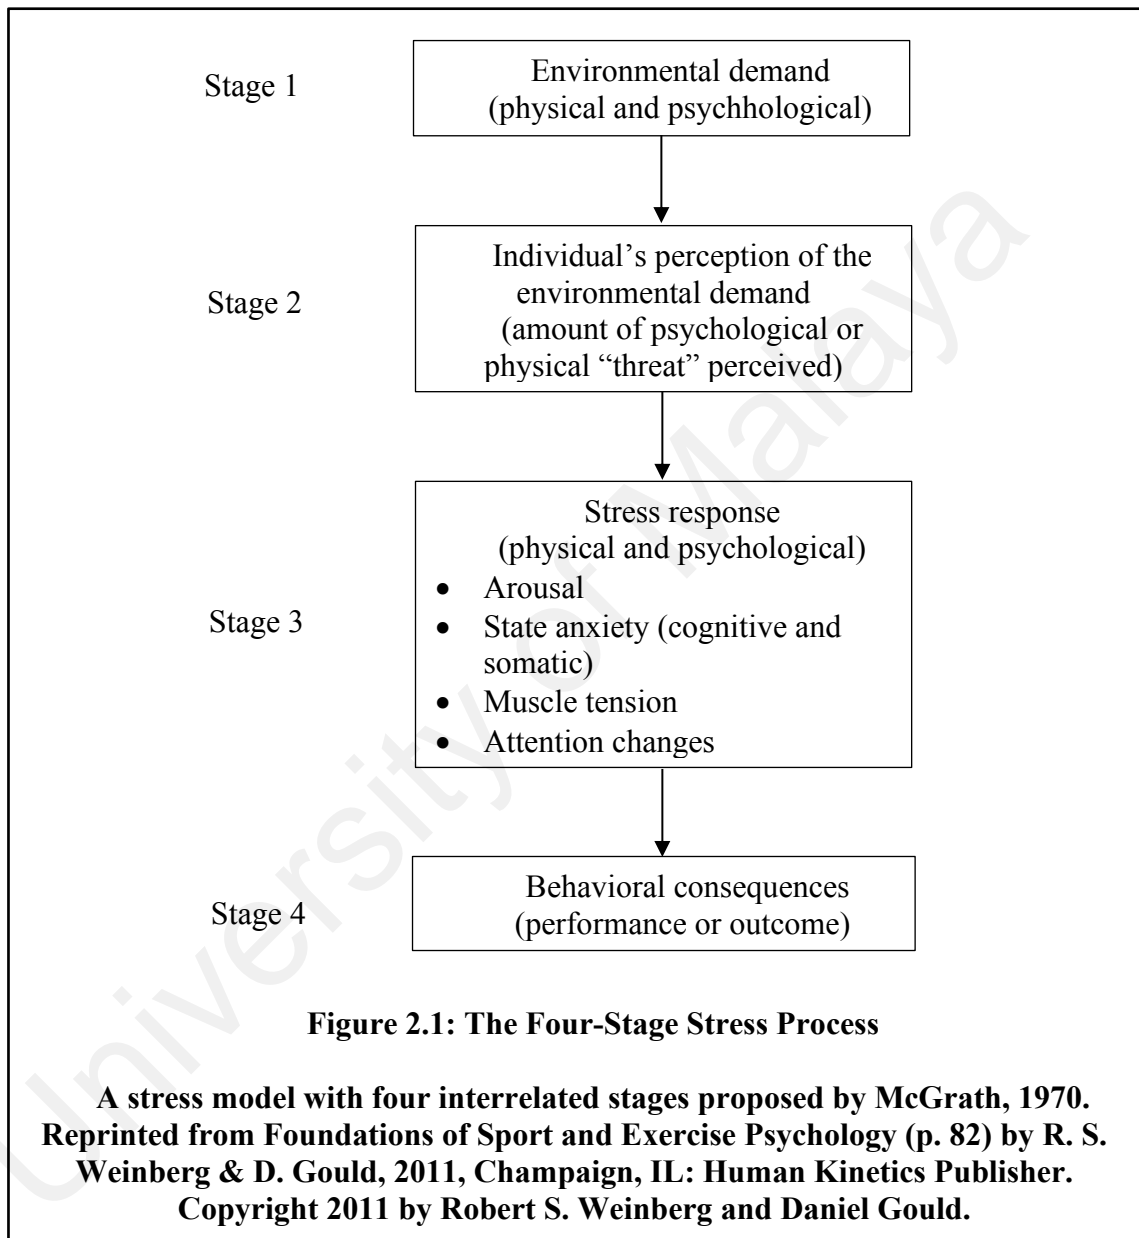 Stage 1
Environmental demand
(physical and psychhological)
Stage 2
Individual’s perception of the
environmental demand
(amount of psychological or
physical “threat” perceived)
Stage 3
Stress response
(physical and psychological)
• Arousal
• State anxiety (cognitive and
somatic)
• Muscle tension
• Attention changes
Stage 4
Behavioral consequences
(performance or outcome)
Figure 2.1: The Four-Stage Stress Process
A stress model with four interrelated stages proposed by McGrath, 1970.
Reprinted from Foundations of Sport and Exercise Psychology (p. 82) by R. S.
Weinberg & D. Gould, 2011, Champaign, IL: Human Kinetics Publisher.
Copyright 2011 by Robert S. Weinberg and Daniel Gould.
University of Malaya